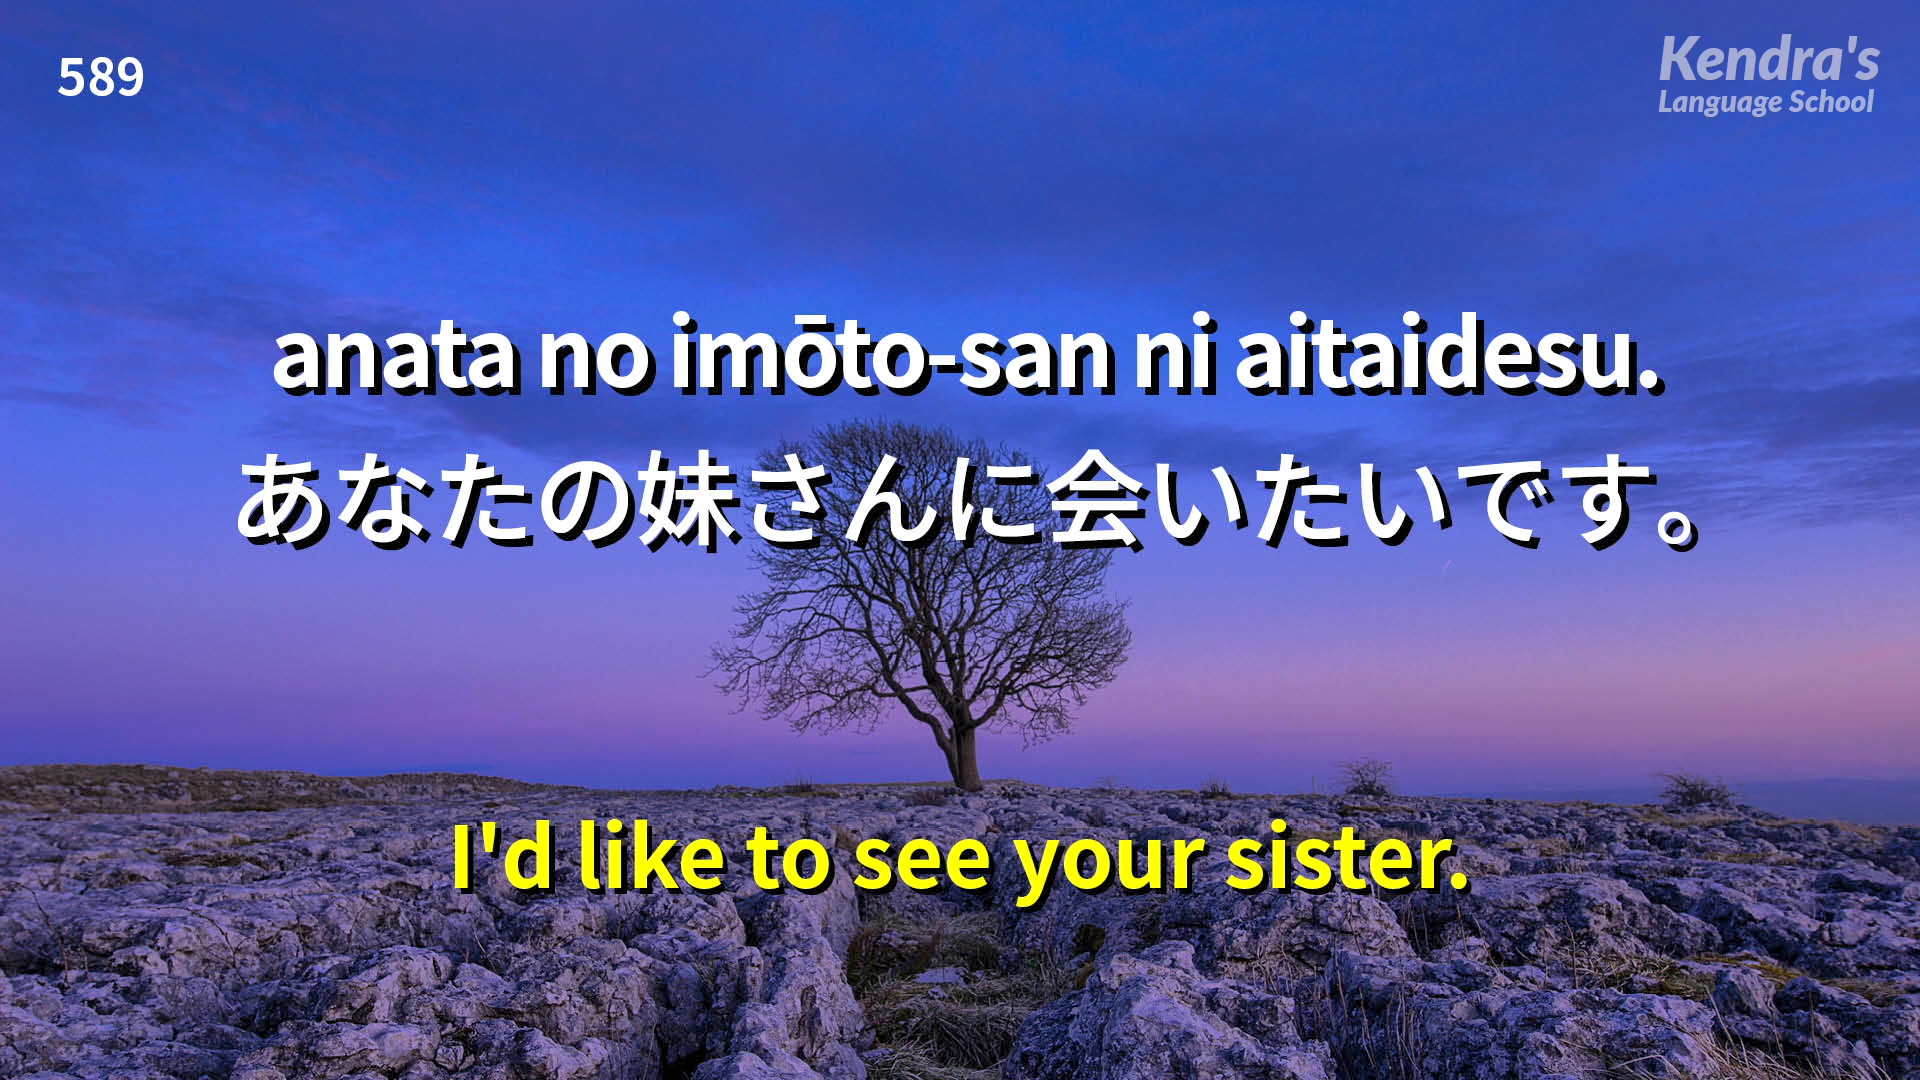 589
Kendra's
Language School
anata no imōto-san ni aitaidesu.
あなたの妹さんに会いたいです。
I'd like to see your sister.